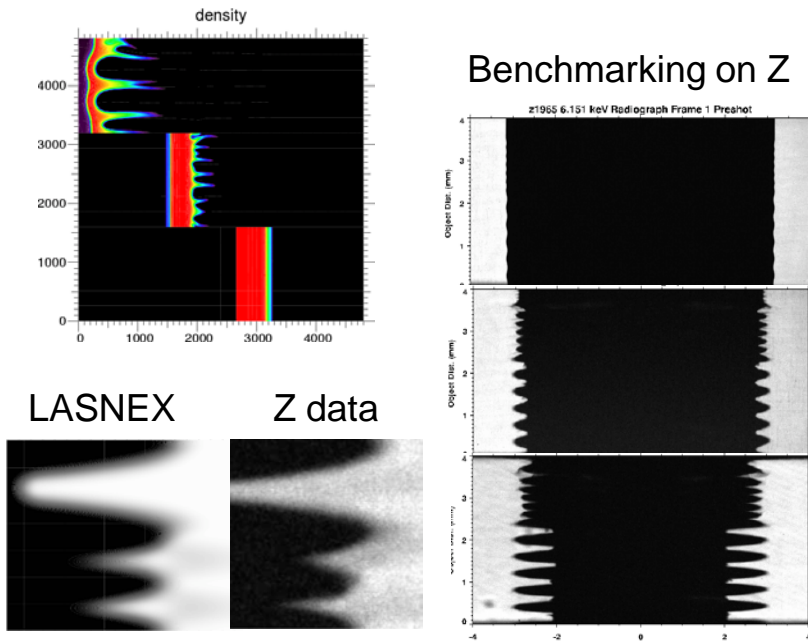 density
4000
3000
2000
1000
0
0 1000 2000 3000 4000
LASNEX Z data
Benchmarking on Z
z1965 6.151 keV Radiograph Frame 1 Preshot
Object Dist. (mm)
4
3
2
1
Object Dist. (mm)
4
3
2
1
4
3
2
1
0
-4 -2 0 2